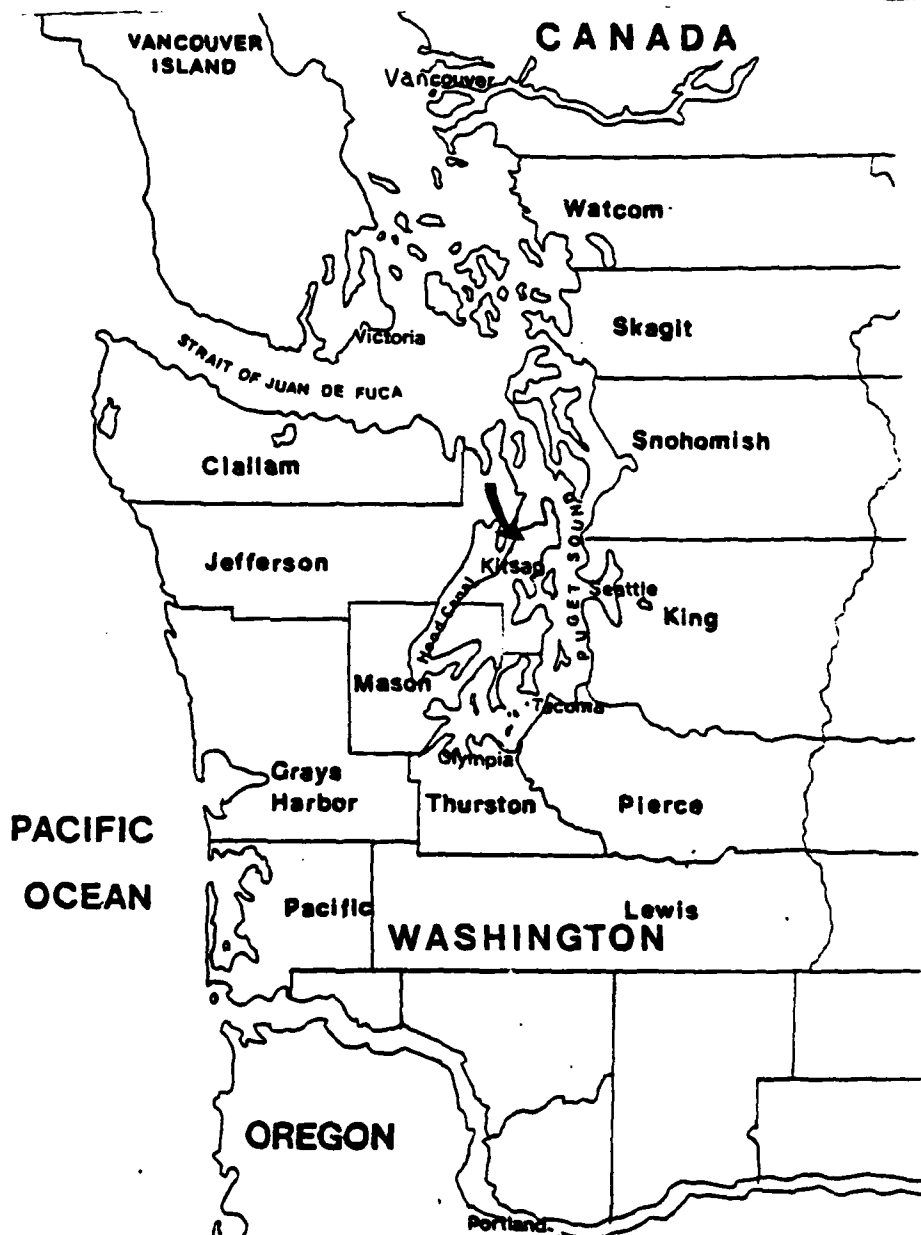 VANCOUVER
ISLAND
CANADA
Vancouver
Watcom
Skagit
Victoria
STRAIT OF JUAN DE FUCA
Snohomish
Clallam
PUGET SOUND
Jefferson
Kitsap
Hood Canal
Seattle
King
Mason
Tacoma
Olympia
Grays
Harbor
Thurston
Pierce
PACIFIC
OCEAN
Pacific
Lewis
WASHINGTON
OREGON
Portland